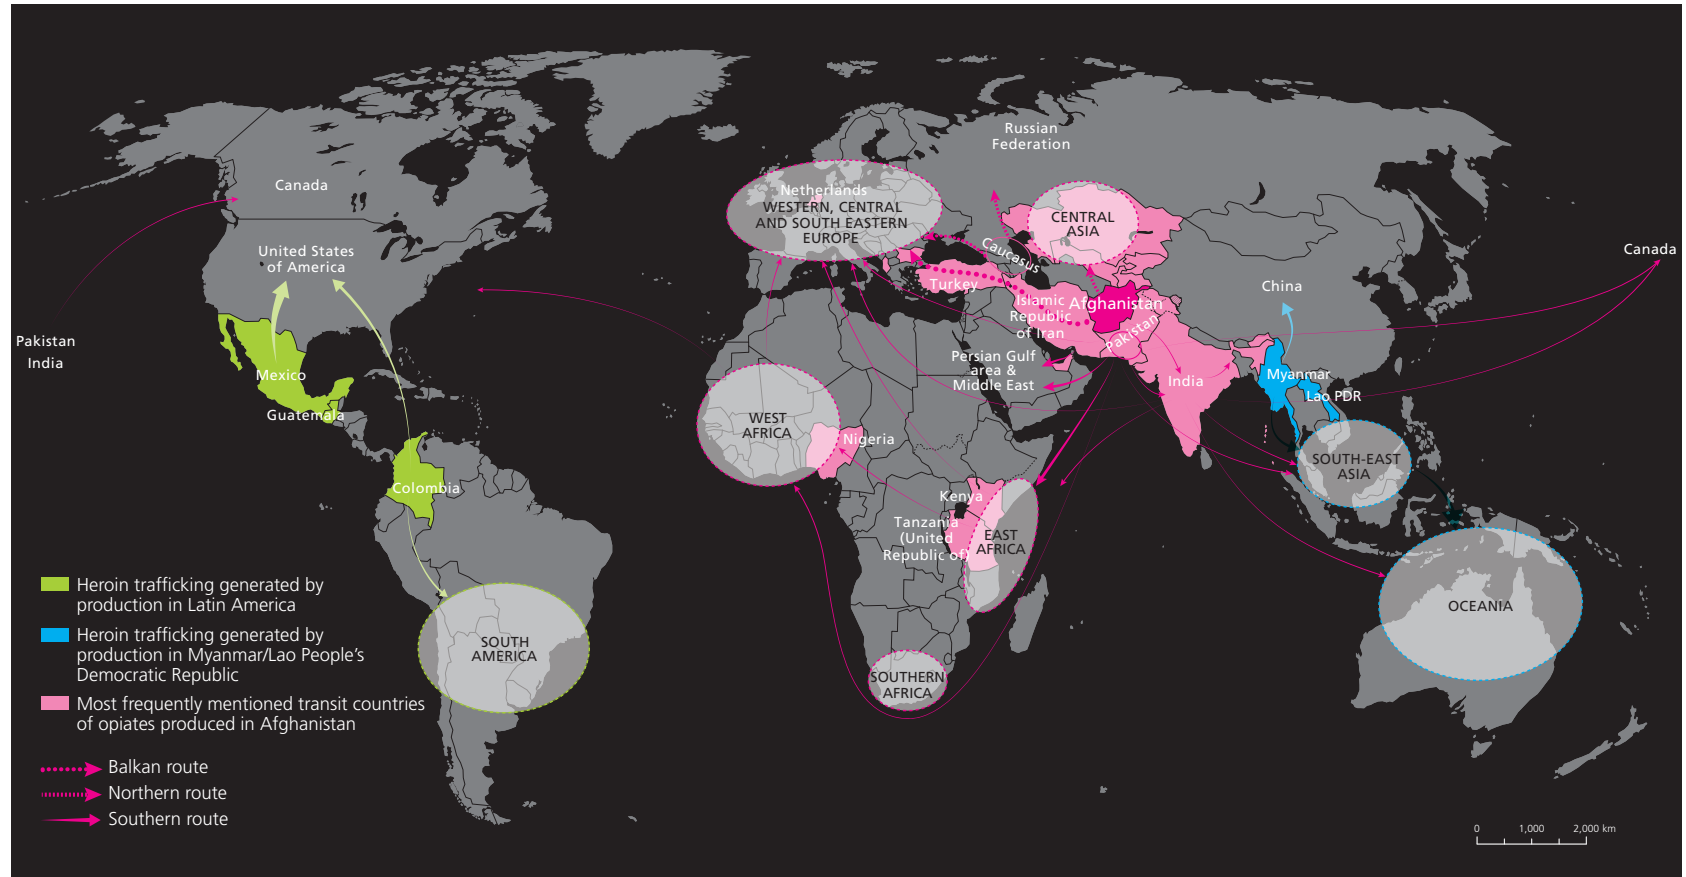 Russian
Federation
Canada
Netherlands
WESTERN, CENTRAL
AND SOUTH EASTERN
EUROPE
CENTRAL
ASIA
United States
of America
Caucasus
Canada
Turkey
Islamic
Republic
of Iran
Afghanistan
China
Pakistan
India
Pakistan
Persian Gulf
area &
Middle East
Mexico
India
Myanmar
Lao PDR
Guatemala
WEST
AFRICA
Nigeria
SOUTH-EAST
ASIA
Colombia
Kenya
Tanzania
(United
Republic of)
EAST
AFRICA
OCEANIA
SOUTH
AMERICA
SOUTHERN
AFRICA
Heroin trafficking generated by
production in Latin America
Heroin trafficking generated by
production in Myanmar/Lao People's
Democratic Republic
Most frequently mentioned transit countries
of opiates produced in Afghanistan
Balkan route
Northern route
Southern route
0 1,000 2,000 km